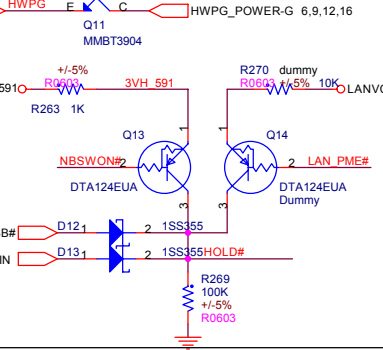 HWPG
E
C
HWPG_POWER-G 6,9,12,16
Q11
MMBT3904
+/-5%
R0603
3VH_591
591
R263 1K
R270 dummy
R0603 +/-5% 10K
LANVC
1
1
Q13
Q14
NBSWON#
2
2
LAN_PME#
DTA124EUA
DTA124EUA
Dummy
3
3
B#
D12
1
2
1SS355
IN
D13
1
2
1SS355
HOLD#
R269
100K
+/-5%
R0603